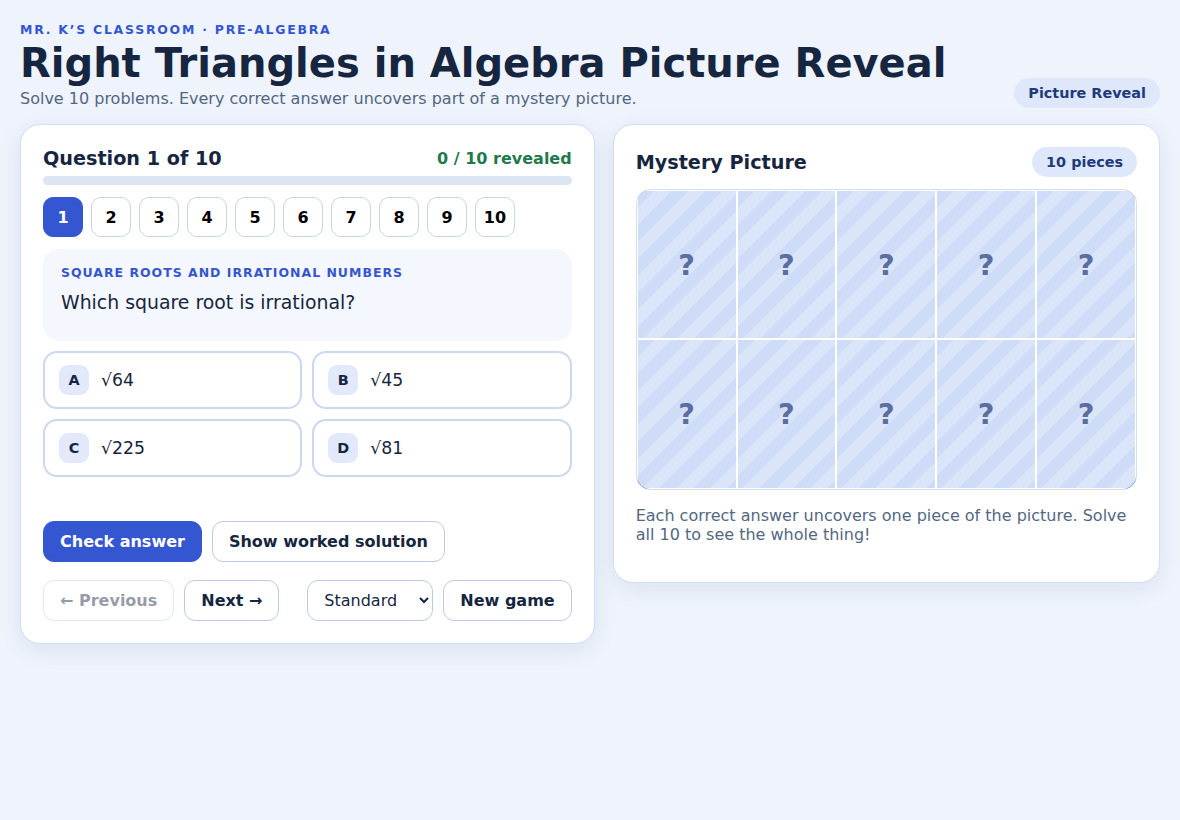 MR. K’S CLASSROOM · PRE-ALGEBRA
Right Triangles in Algebra Picture Reveal
Solve 10 problems. Every correct answer uncovers part of a mystery picture.
Picture Reveal
Question 1 of 10
0 / 10 revealed
1 2 3 4 5 6 7 8 9 10
SQUARE ROOTS AND IRRATIONAL NUMBERS
Which square root is irrational?
A √64
B √45
C √225
D √81
Check answer
Show worked solution
← Previous
Next →
Standard
New game
Mystery Picture
10 pieces
? ? ? ? ?
? ? ? ? ?
Each correct answer uncovers one piece of the picture. Solve
all 10 to see the whole thing!